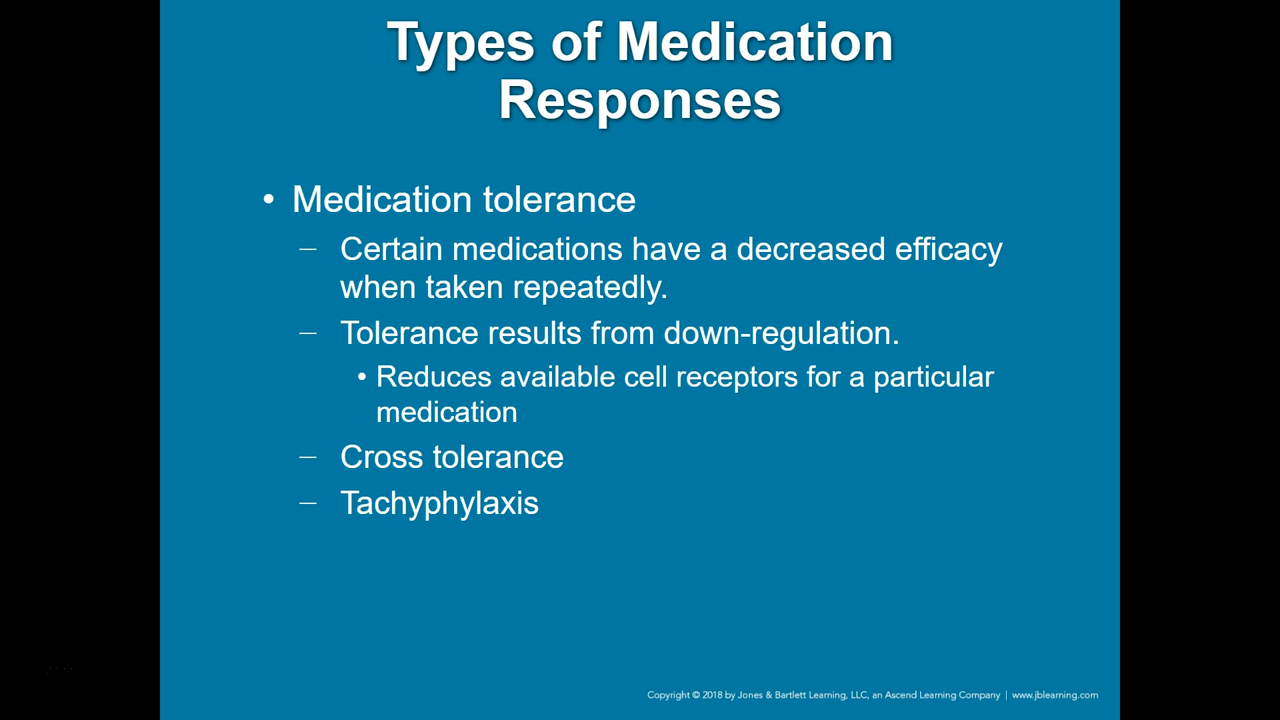 Types of Medication
Responses
• Medication tolerance
– Certain medications have a decreased efficacy
when taken repeatedly.
– Tolerance results from down-regulation.
• Reduces available cell receptors for a particular
medication
– Cross tolerance
– Tachyphylaxis
Copyright © 2018 by Jones & Bartlett Learning, LLC, an Ascend Learning Company | www.jblearning.com